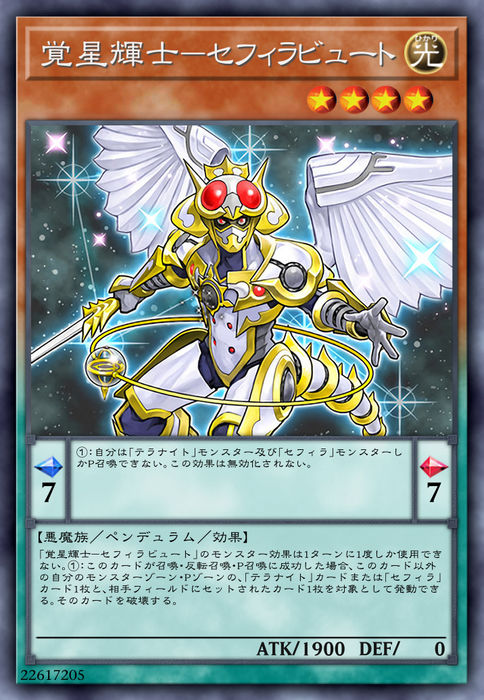 覚星輝士－セフィラビュート
ひかり
光
①：自分は「テラナイト」モンスター及び「セフィラ」モンスターし
かP召喚できない。この効果は無効化されない。
7
7
【悪魔族／ペンデュラム／効果】
「覚星輝士－セフィラビュート」のモンスター効果は1ターンに1度しか使用でき
ない。①：このカードが召喚・反転召喚・P召喚に成功した場合、このカード以外
の自分のモンスターゾーン・Pゾーンの、「テラナイト」カードまたは「セフィラ」
カード1枚と、相手フィールドにセットされたカード1枚を対象として発動でき
る。そのカードを破壊する。
ATK/1900 DEF/ 0
22617205